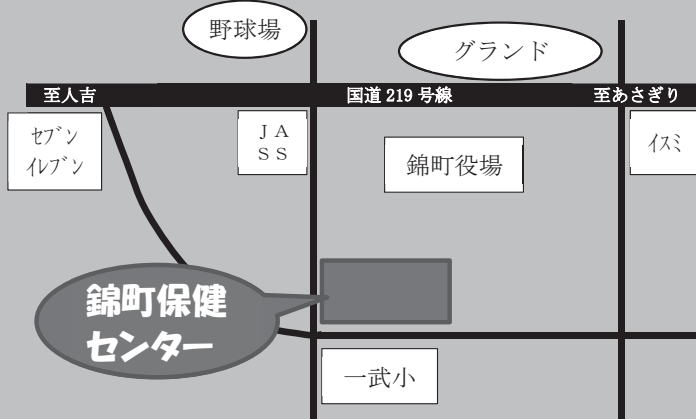 野球場
グランド
至人吉
国道219号線
至あさぎり
セブン
イレブン
ＪＡ
ＳＳ
錦町役場
イスミ
錦町保健
センター
一武小